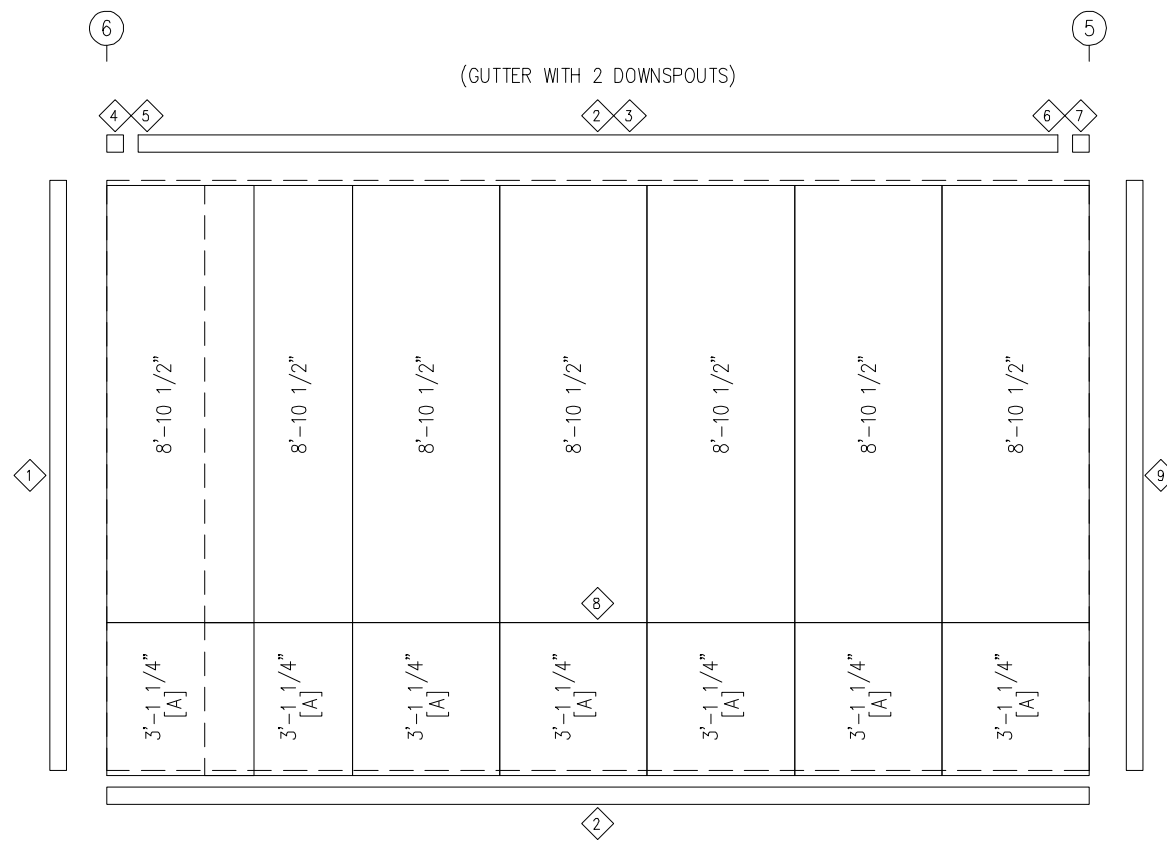 6
5
(GUTTER WITH 2 DOWNSPOUTS)
4 5 2 3 6 7
8'-10 1/2" 8'-10 1/2" 8'-10 1/2" 8'-10 1/2" 8'-10 1/2" 8'-10 1/2" 8'-10 1/2"
1
9
8
3'-1 1/4" 3'-1 1/4" 3'-1 1/4" 3'-1 1/4" 3'-1 1/4" 3'-1 1/4" 3'-1 1/4"
[A] [A] [A] [A] [A] [A] [A]
2